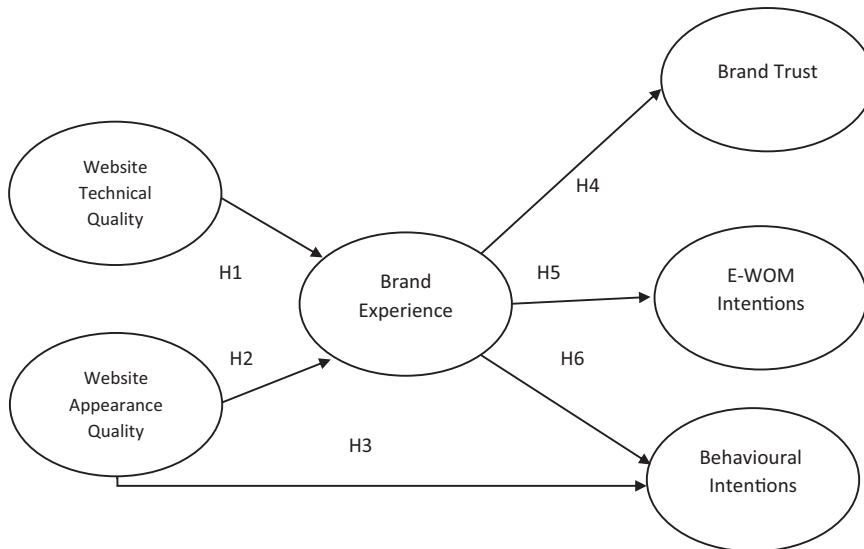 Brand Trust
Website
Technical
Quality
H4
H1
Brand
Experience
H5
E-WOM
Intentions
H2
H6
Website
Appearance
Quality
H3
Behavioural
Intentions